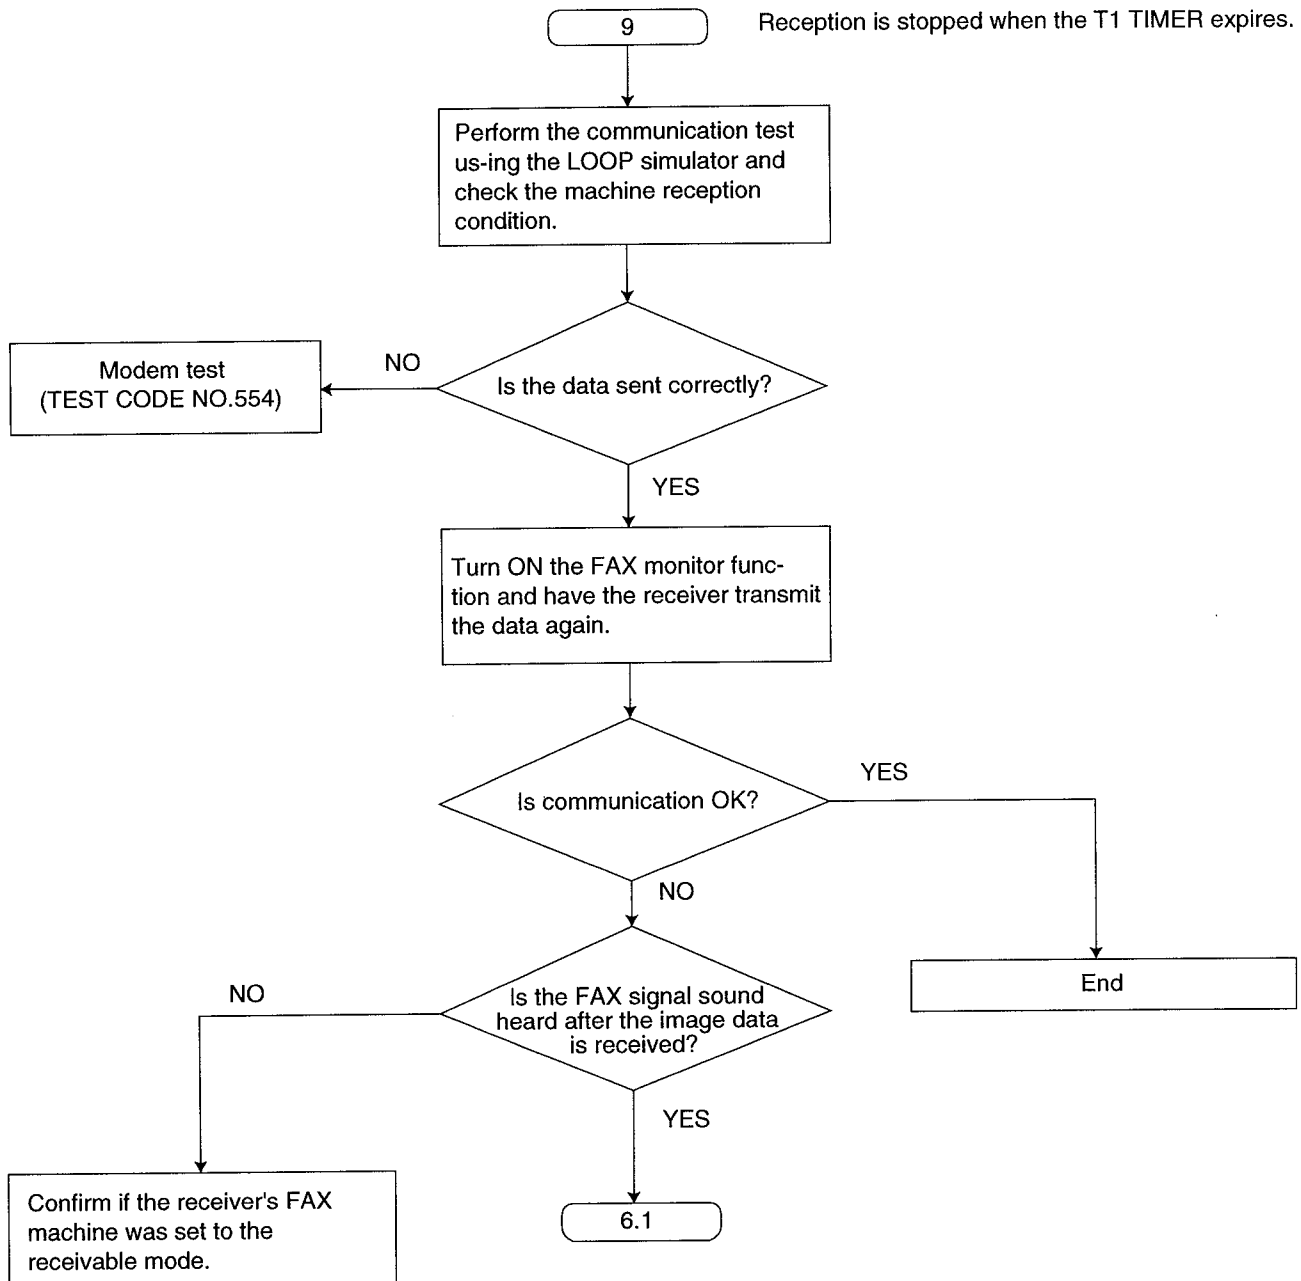 9
Reception is stopped when the T1 TIMER expires.
Perform the communication test
us-ing the LOOP simulator and
check the machine reception
condition.
NO
Modem test
(TEST CODE NO.554)
Is the data sent correctly?
YES
Turn ON the FAX monitor func-
tion and have the receiver transmit
the data again.
Is communication OK?
YES
NO
End
NO
Is the FAX signal sound
heard after the image data
is received?
YES
Confirm if the receiver's FAX
machine was set to the
receivable mode.
6.1